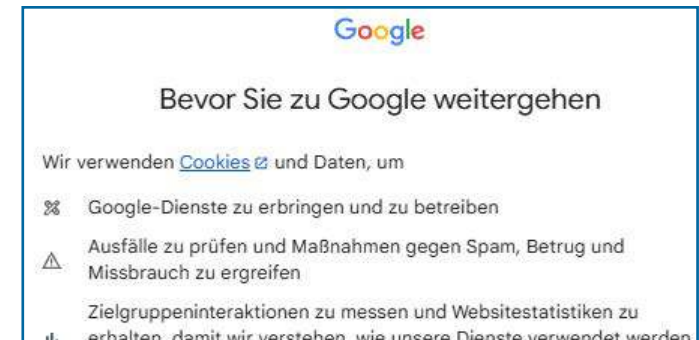 Google
Bevor Sie zu Google weitergehen
Wir verwenden Cookies und Daten, um
Google-Dienste zu erbringen und zu betreiben
Ausfälle zu prüfen und Maßnahmen gegen Spam, Betrug und
Missbrauch zu ergreifen
Zielgruppeninteraktionen zu messen und Websitestatistiken zu
erhalten, damit wir verstehen, wie unsere Dienste verwendet werden